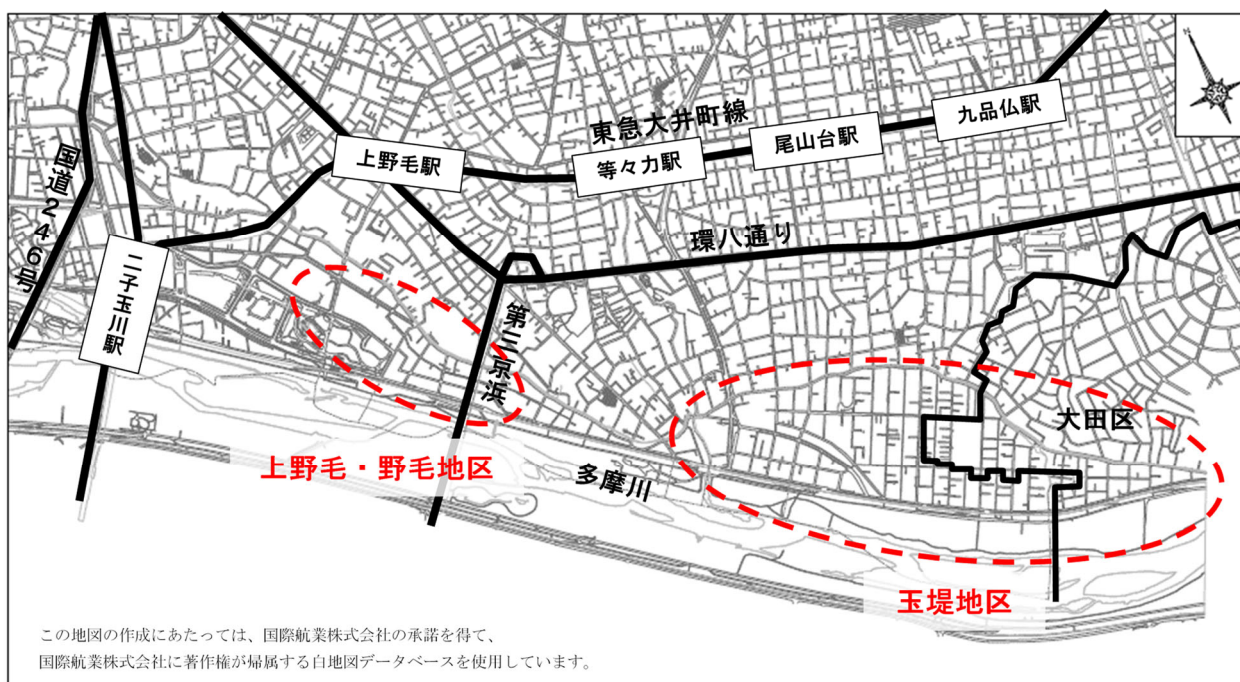 九品仏駅
東急大井町線
尾山台駅
等々力駅
上野毛駅
国道246号
環八通り
二子玉川駅
第三京浜
大田区
上野毛・野毛地区
多摩川
玉堤地区
この地図の作成にあたっては、国際航業株式会社の承諾を得て、
国際航業株式会社に著作権が帰属する白地図データベースを使用しています。